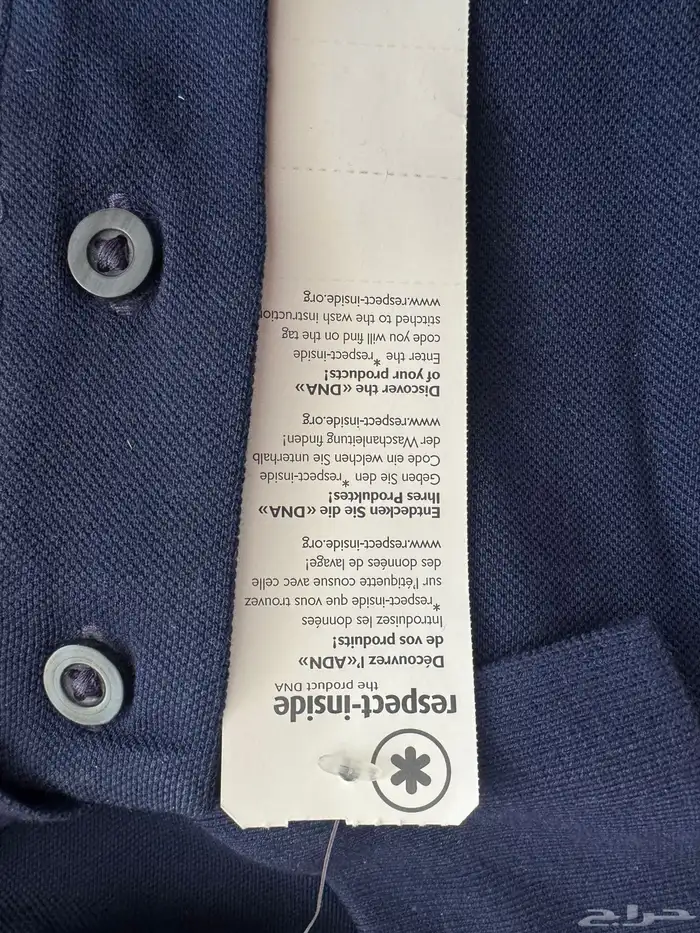 respect-inside
the product DNA
Découvrez l'«ADN»
de vos produits!
Introduisez les données
*respect-inside que vous trouvez
sur l'étiquette cousue avec celle
des données de lavage!
www.respect-inside.org
Entdecken Sie die «DNA»
Ihres Produktes!
Geben Sie den *respect-inside
Code ein welchen Sie unterhalb
der Waschanleitung finden!
www.respect-inside.org
Discover the «DNA»
of your products!
Enter the *respect-inside
code you will find on the tag
stitched to the wash instruction
www.respect-inside.org
حراج